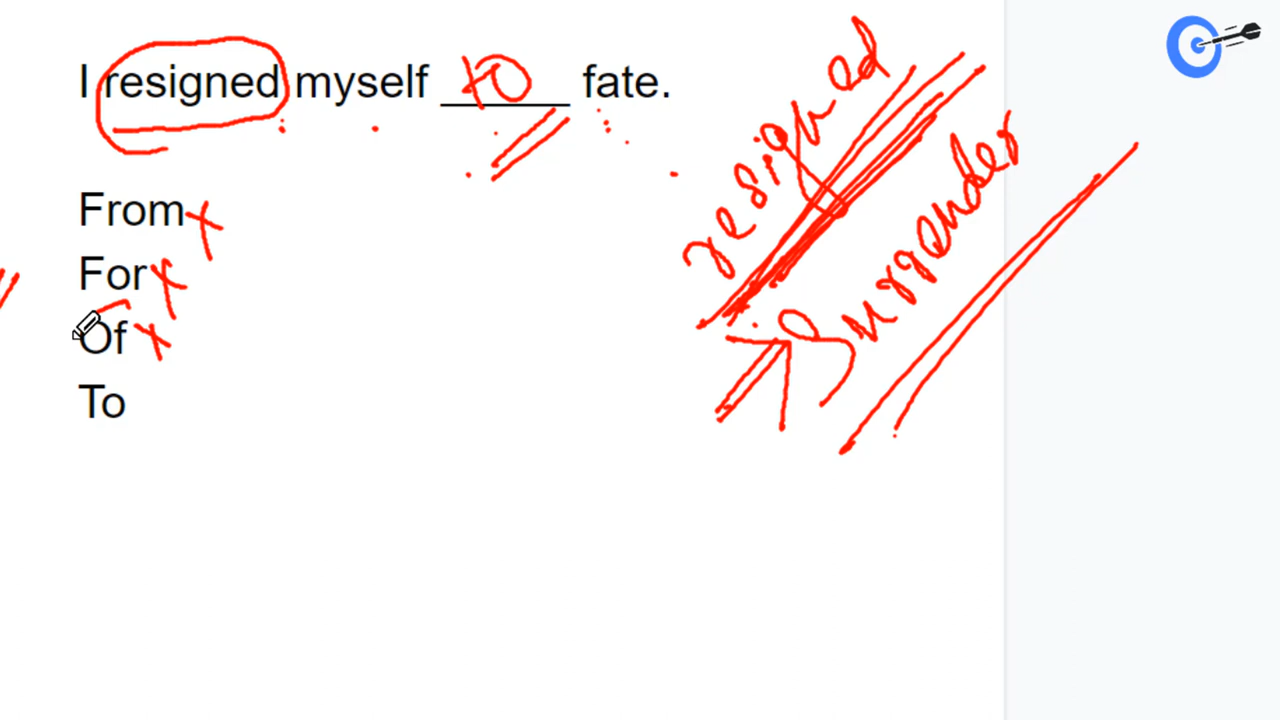 I resigned myself to fate.
From x
For x
Of x
To
resigned
Surrender